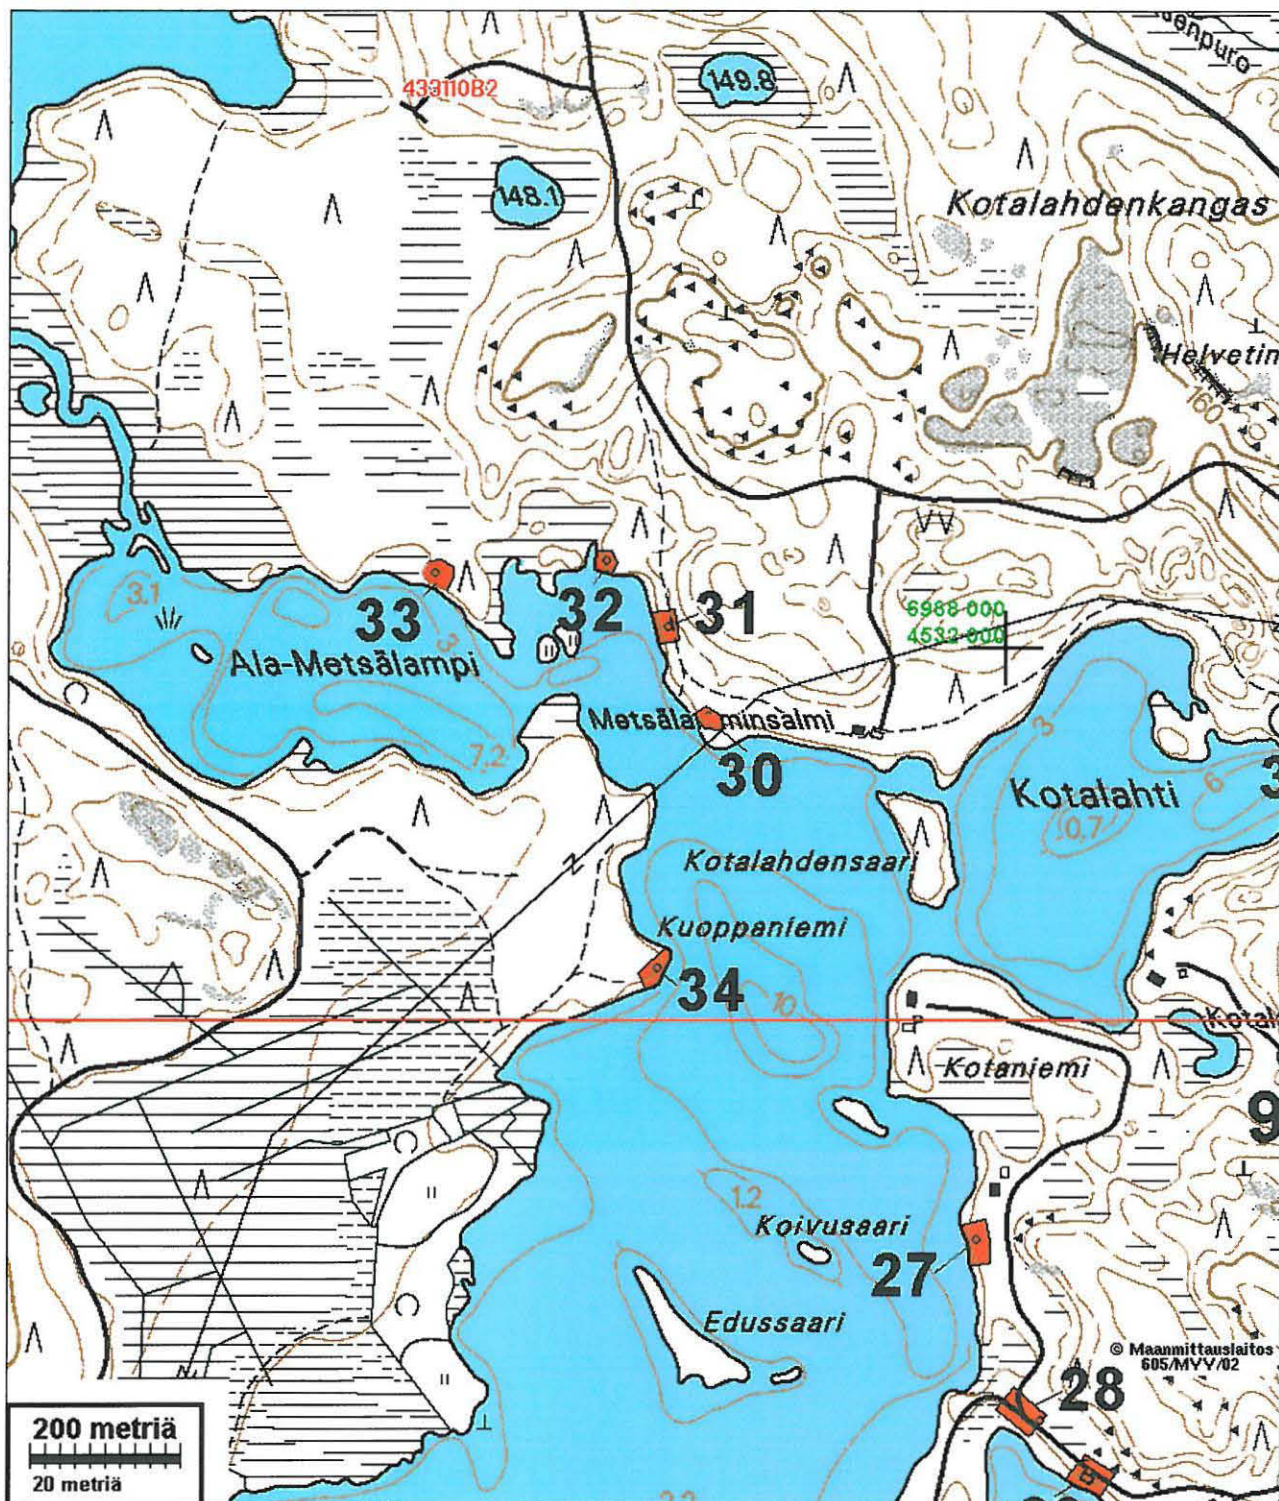 433110B2
149.8
148.1
Kotalahdenkangas
160
33
32
31
3.1
3
Ala-Metsälampi
7.2
6988 000
4532 000
30
3
Kotalahti
6
0.7
Kotalahdensaari
Kuoppaniemi
34
10
Kotaniemi
1.2
Koivusaari
27
Edussaari
© Maanmittauslaitos
605/MYY/02
28
200 metriä
20 metriä